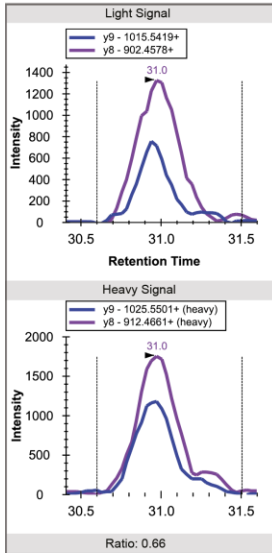 Light Signal
y9 - 1015.5419+
y8 - 902.4578+
31.0
1400
1200
1000
800
600
400
200
0
Intensity
30.5 31.0 31.5
Retention Time
Heavy Signal
y9 - 1025.5501+ (heavy)
y8 - 912.4661+ (heavy)
31.0
2000
1500
1000
500
0
Intensity
30.5 31.0 31.5
Ratio: 0.66